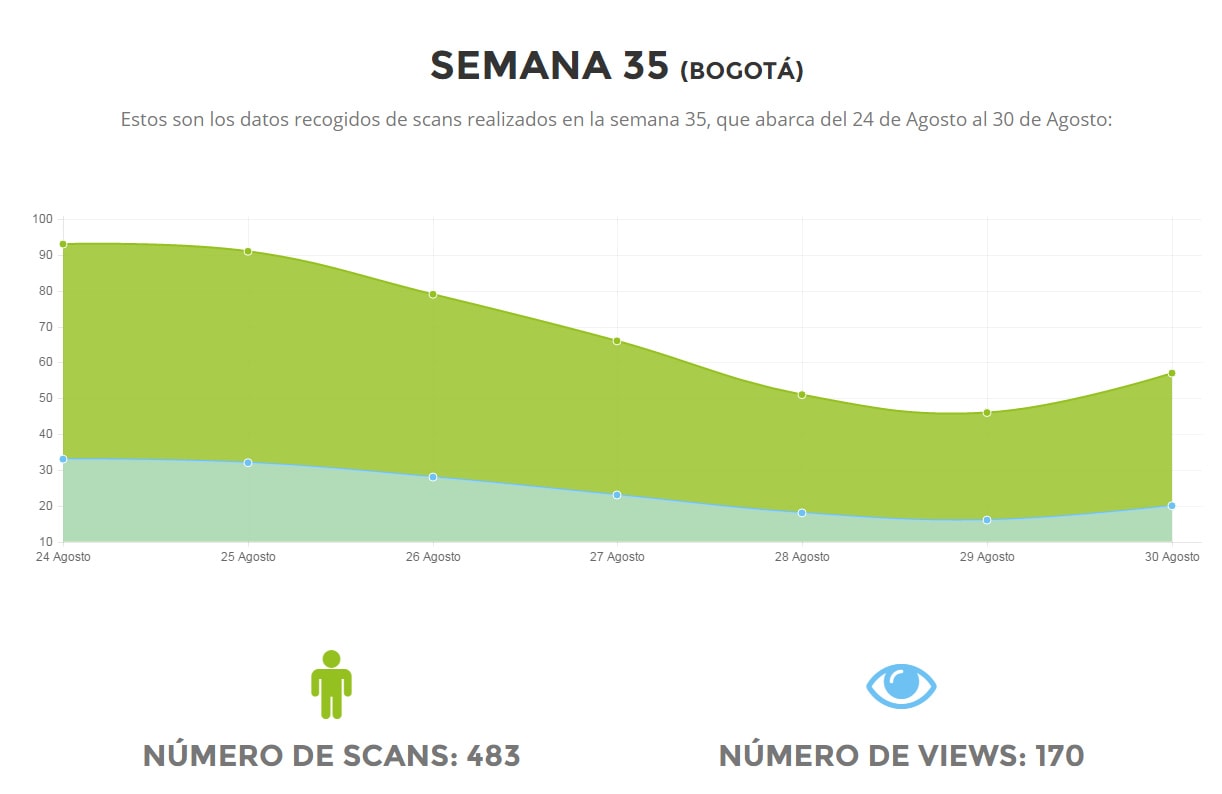 SEMANA 35 (BOGOTÁ)
Estos son los datos recogidos de scans realizados en la semana 35, que abarca del 24 de Agosto al 30 de Agosto:
100
90
80
70
60
50
40
30
20
10
24 Agosto 25 Agosto 26 Agosto 27 Agosto 28 Agosto 29 Agosto 30 Agosto
NÚMERO DE SCANS: 483
NÚMERO DE VIEWS: 170